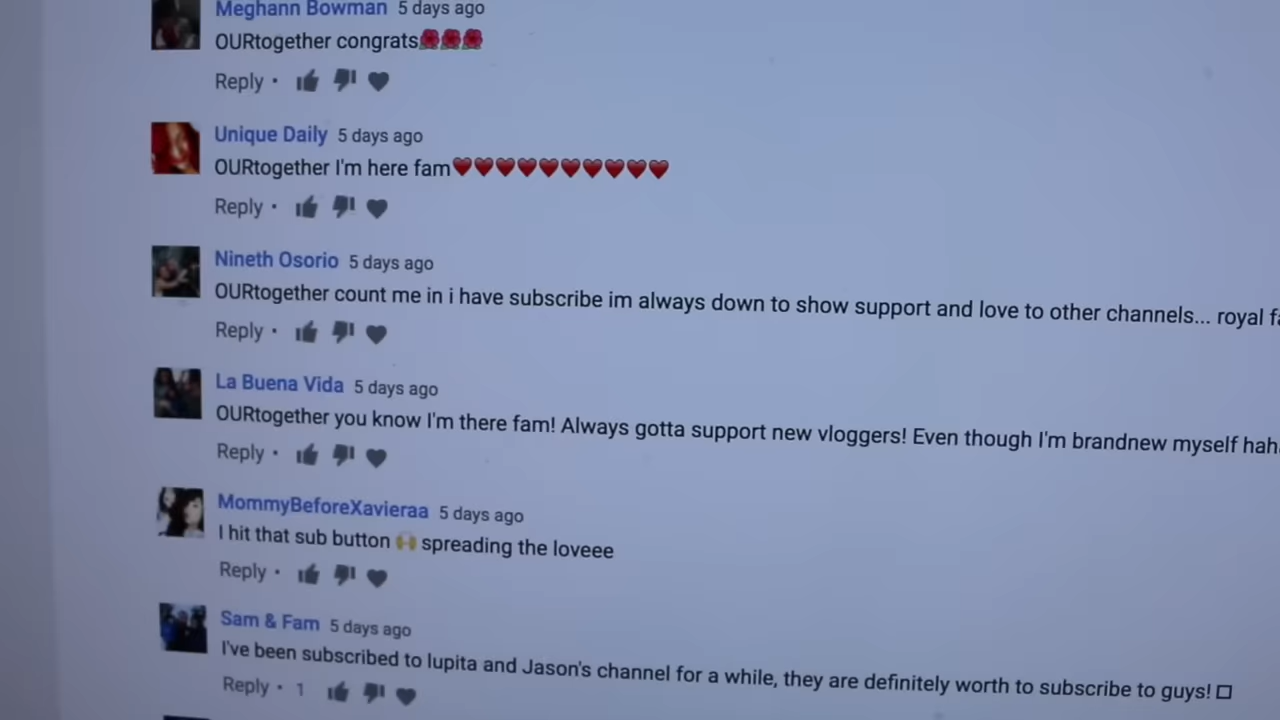 Meghann Bowman 5 days ago
OURtogether congrats🌺🌺🌺
Reply •
Unique Daily 5 days ago
OURtogether I'm here fam♥♥♥♥♥♥♥♥♥♥
Reply •
Nineth Osorio 5 days ago
OURtogether count me in i have subscribe im always down to show support and love to other channels... royal
Reply •
La Buena Vida 5 days ago
OURtogether you know I'm there fam! Always gotta support new vloggers! Even though I'm brandnew myself
Reply •
MommyBeforeXavieraa 5 days ago
I hit that sub button 🙌 spreading the loveee
Reply •
Sam & Fam 5 days ago
I've been subscribed to lupita and Jason's channel for a while, they are definitely worth to subscribe to guys! □
Reply • 1